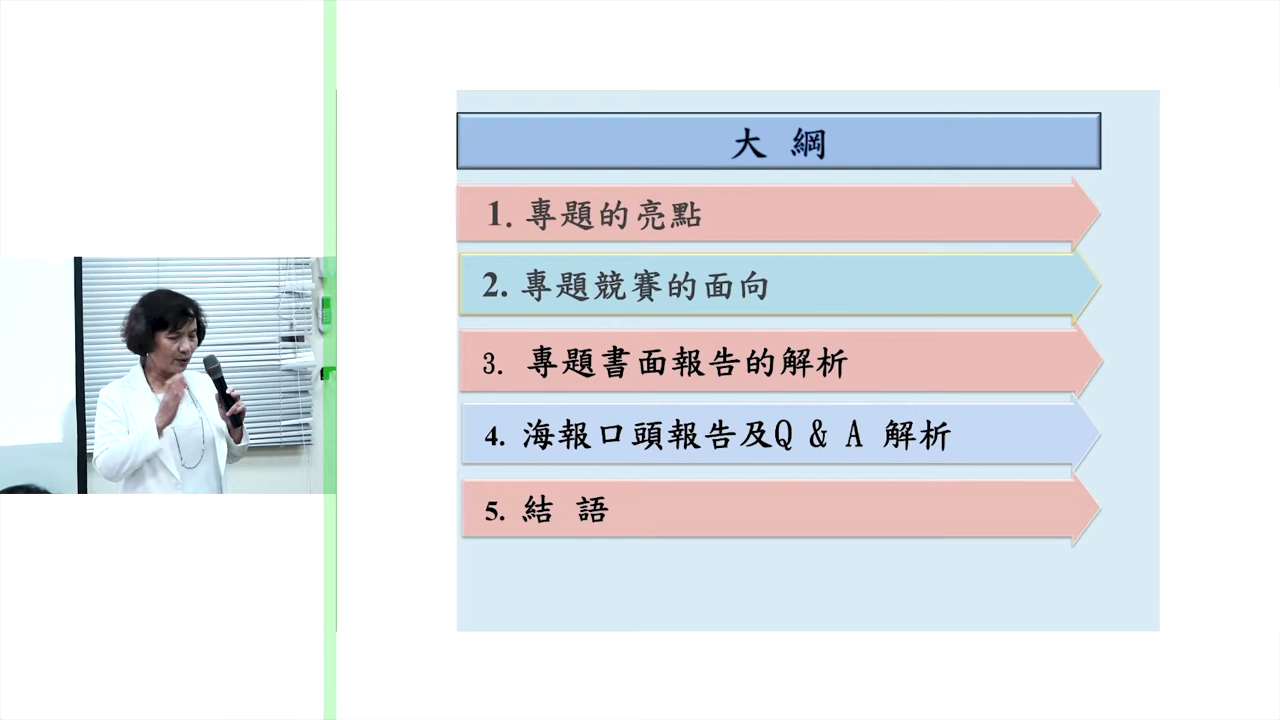 大 綱
1. 專題的亮點
2. 專題競賽的面向
3. 專題書面報告的解析
4. 海報口頭報告及Q & A 解析
5. 結 語